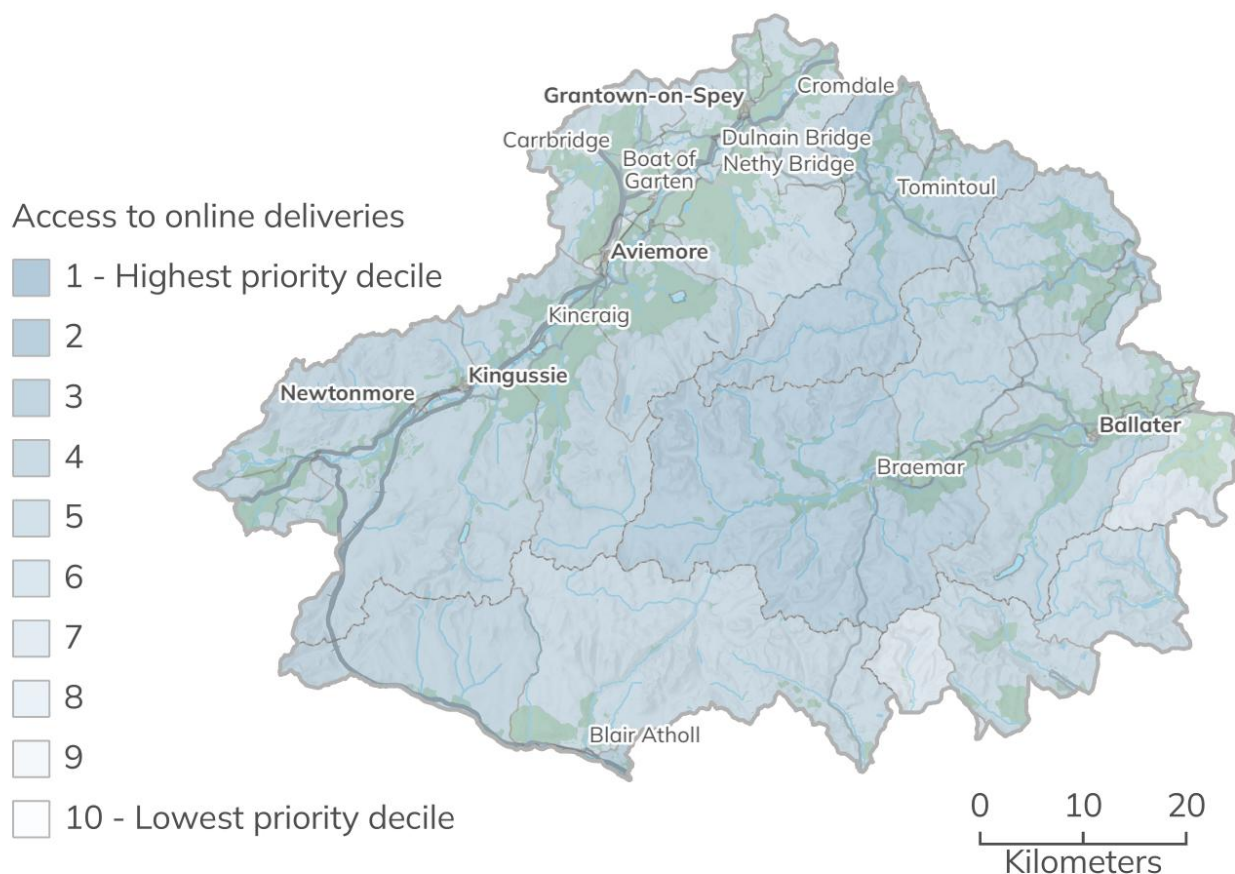 Access to online deliveries
1 - Highest priority decile
2
3
4
5
6
7
8
9
10 - Lowest priority decile
Cromdale
Grantown-on-Spey
Carrbridge
Dulnain Bridge
Boat of
Garten
Nethy Bridge
Tomintoul
Aviemore
Kincraig
Kingussie
Newtonmore
Ballater
Braemar
Blair Atholl
0 10 20
Kilometers